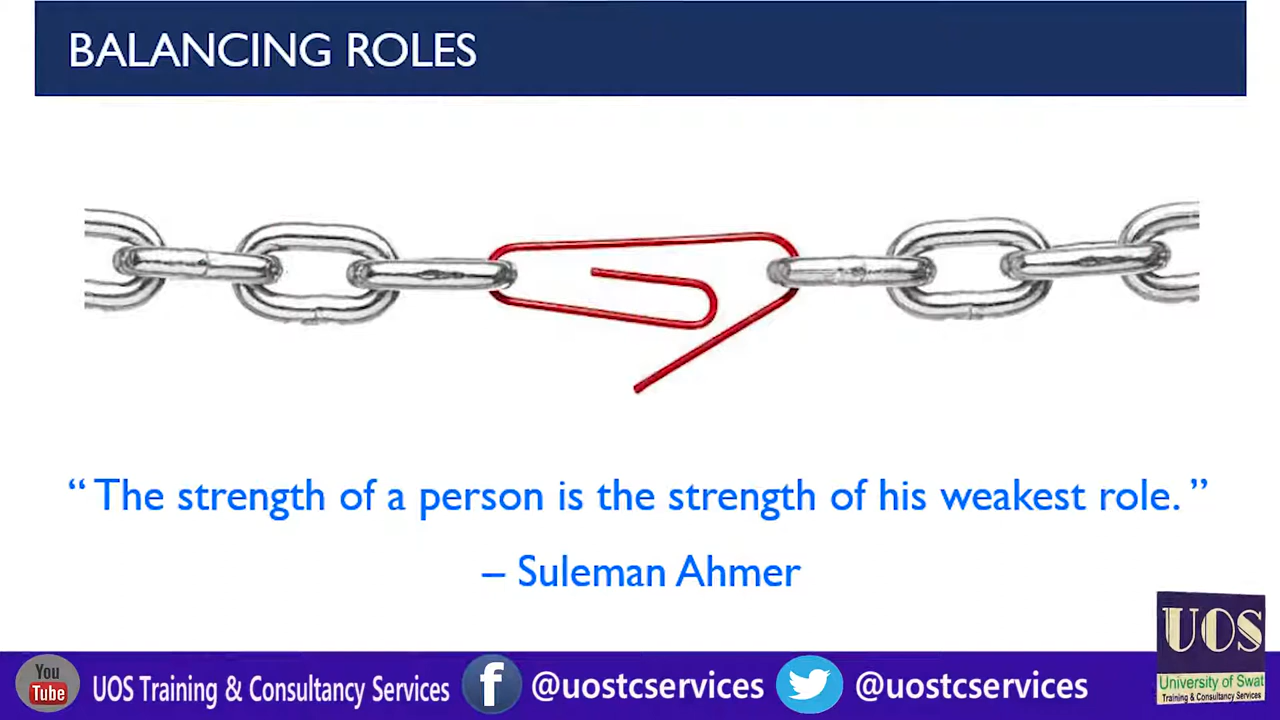 BALANCING ROLES
“ The strength of a person is the strength of his weakest role. ”
– Suleman Ahmer
UOS
University of Swat
Training & Consultancy Services
You
Tube
UOS Training & Consultancy Services
f
@uostcservices
@uostcservices